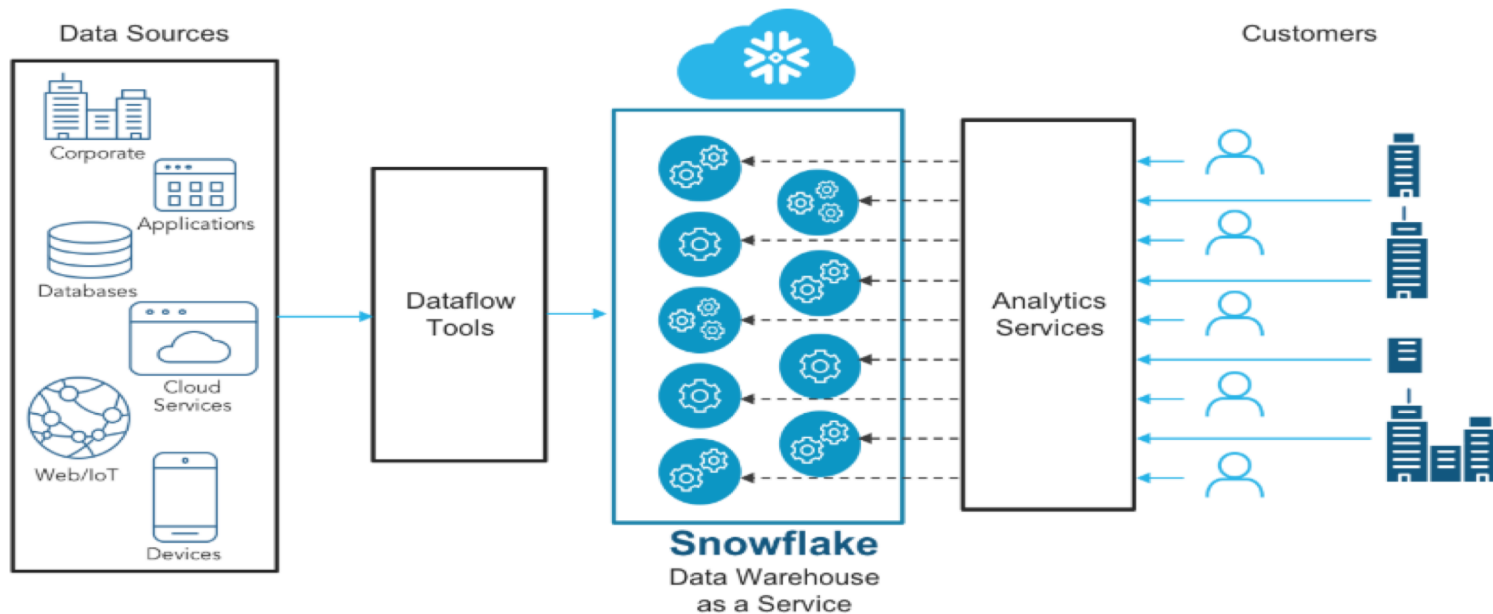 Data Sources
Customers
Corporate
Applications
Databases
Cloud
Services
Web/IoT
Devices
Dataflow
Tools
Analytics
Services
Snowflake
Data Warehouse
as a Service